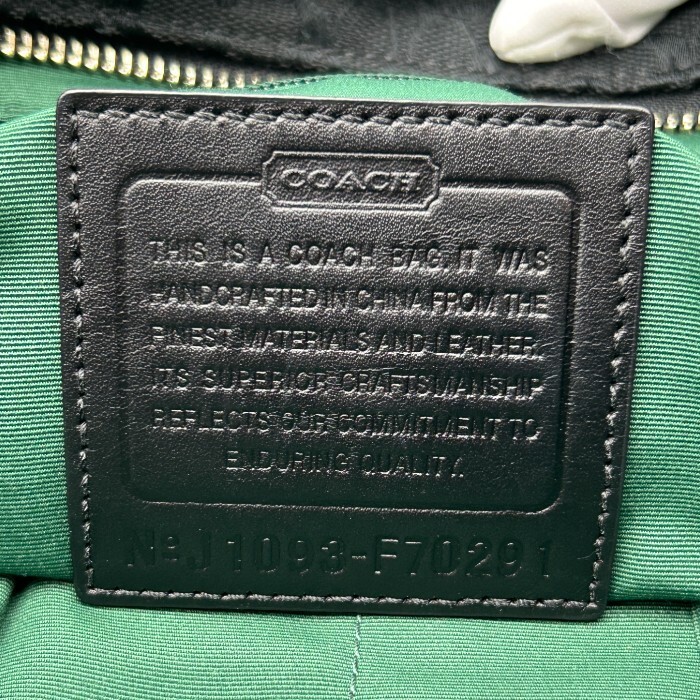 COACH
THIS IS A COACH BAG. IT WAS
HANDCRAFTED IN CHINA FROM THE
FINEST MATERIALS AND LEATHER.
ITS SUPERIOR CRAFTSMANSHIP
REFLECTS OUR COMMITMENT TO
ENDURING QUALITY.
Nº J1093-F70291